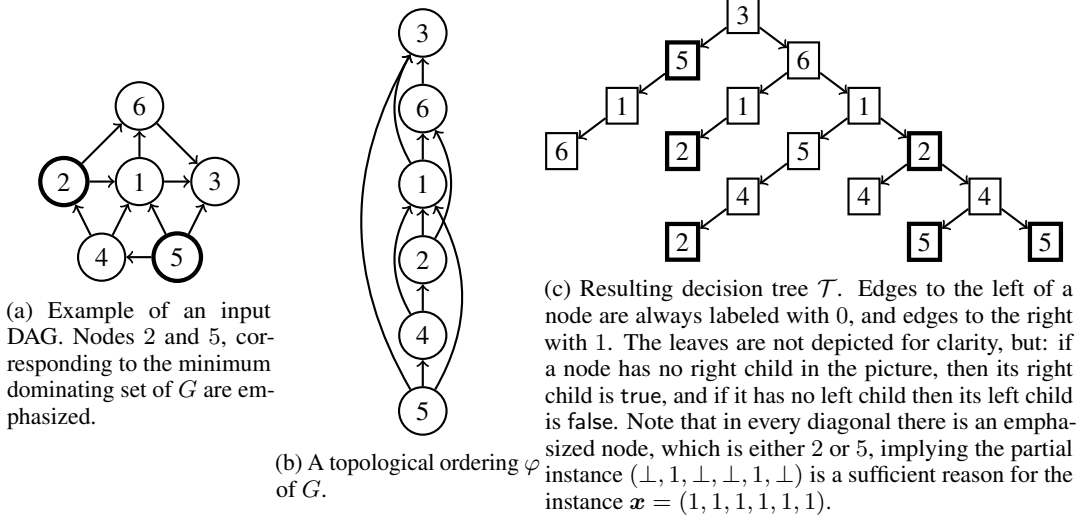 6
2
1
3
4
5
(a) Example of an input
DAG. Nodes 2 and 5, cor-
responding to the minimum
dominating set of G are em-
phasized.
3
6
1
2
4
5
(b) A topological ordering φ
of G.
3
5
6
1
1
1
6
2
5
2
4
4
4
2
5
5
(c) Resulting decision tree 𝒯. Edges to the left of a
node are always labeled with 0, and edges to the right
with 1. The leaves are not depicted for clarity, but: if
a node has no right child in the picture, then its right
child is true, and if it has no left child then its left child
is false. Note that in every diagonal there is an empha-
sized node, which is either 2 or 5, implying the partial
instance (⊥, 1, ⊥, ⊥, 1, ⊥) is a sufficient reason for the
instance x = (1, 1, 1, 1, 1, 1).